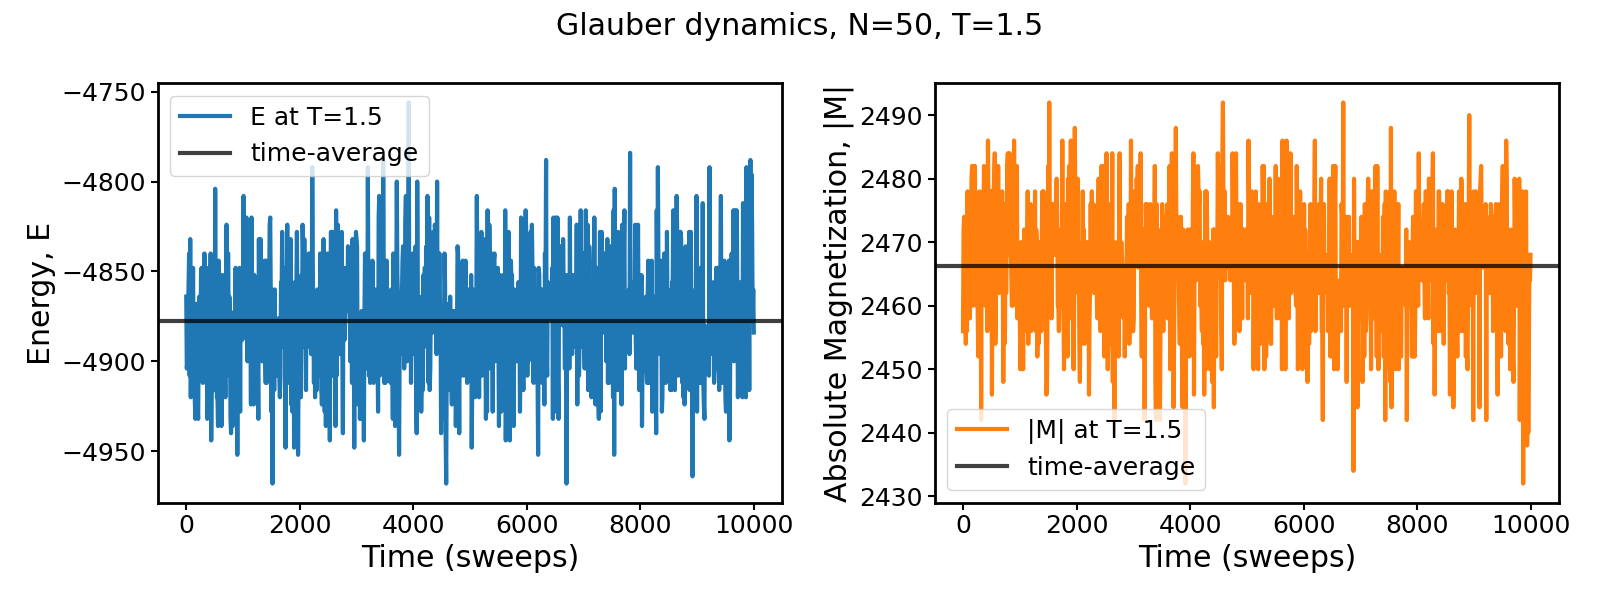 Glauber dynamics, N=50, T=1.5
Energy, E
−4750
−4800
−4850
−4900
−4950
E at T=1.5
time-average
0
2000
4000
6000
8000
10000
Time (sweeps)
Absolute Magnetization, |M|
2490
2480
2470
2460
2450
2440
2430
|M| at T=1.5
time-average
0
2000
4000
6000
8000
10000
Time (sweeps)